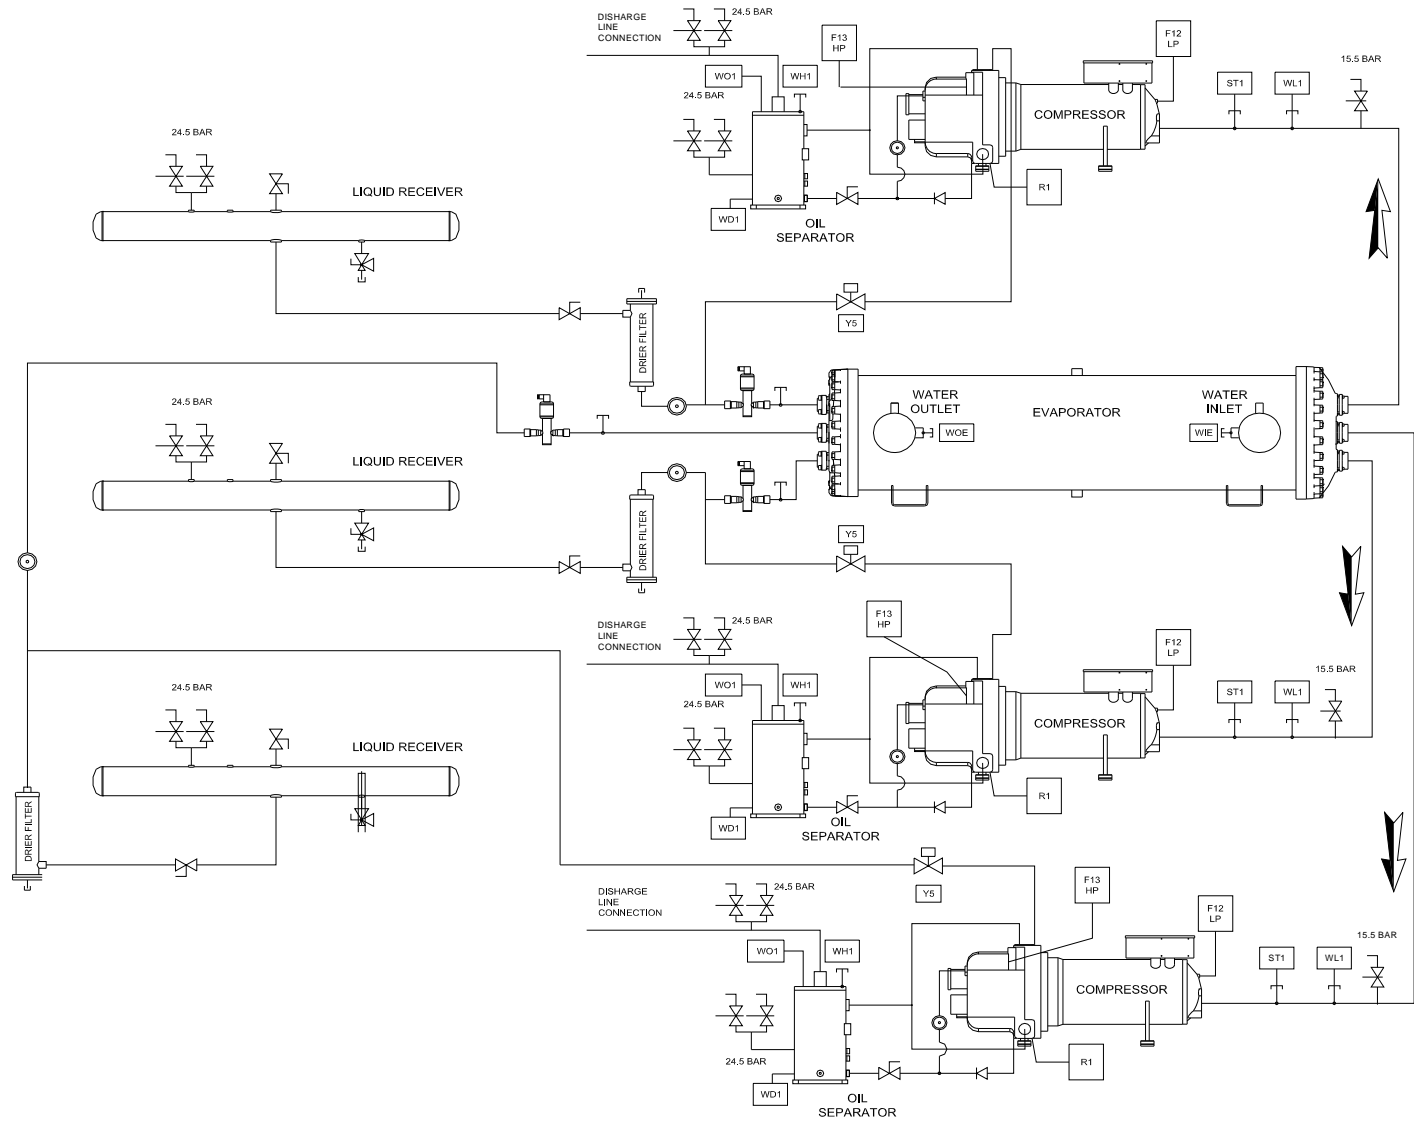 DISHARGE
LINE
CONNECTION
24.5 BAR
F13
HP
F12
LP
WO1
WH1
24.5 BAR
COMPRESSOR
ST1
WL1
15.5 BAR
24.5 BAR
LIQUID RECEIVER
WD1
OIL
SEPARATOR
R1
DRIER FILTER
Y5
24.5 BAR
LIQUID RECEIVER
WATER
OUTLET
WOE
EVAPORATOR
WATER
INLET
WIE
DRIER FILTER
Y5
DISHARGE
LINE
CONNECTION
24.5 BAR
F13
HP
F12
LP
WO1
WH1
24.5 BAR
COMPRESSOR
ST1
WL1
15.5 BAR
24.5 BAR
LIQUID RECEIVER
WD1
OIL
SEPARATOR
R1
DRIER FILTER
Y5
DISHARGE
LINE
CONNECTION
24.5 BAR
F13
HP
F12
LP
WO1
WH1
COMPRESSOR
ST1
WL1
15.5 BAR
24.5 BAR
WD1
OIL
SEPARATOR
R1